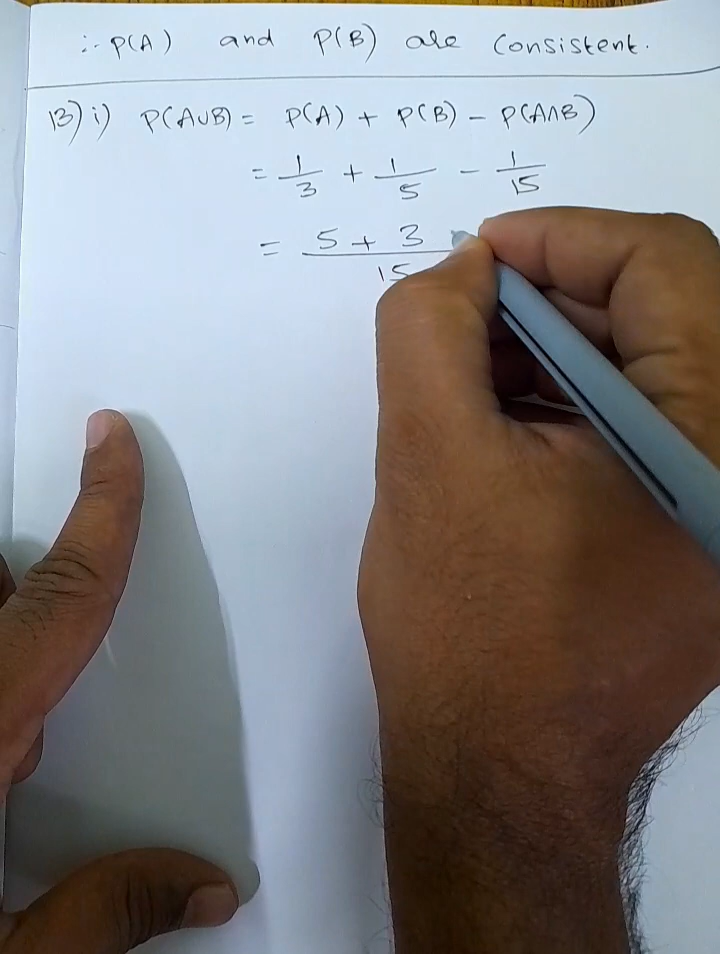 ∴ P(A) and P(B) are consistent.
13) i) P(A∪B) = P(A) + P(B) - P(A∩B)
= 1/3 + 1/5 - 1/15
= 5 + 3 / 15